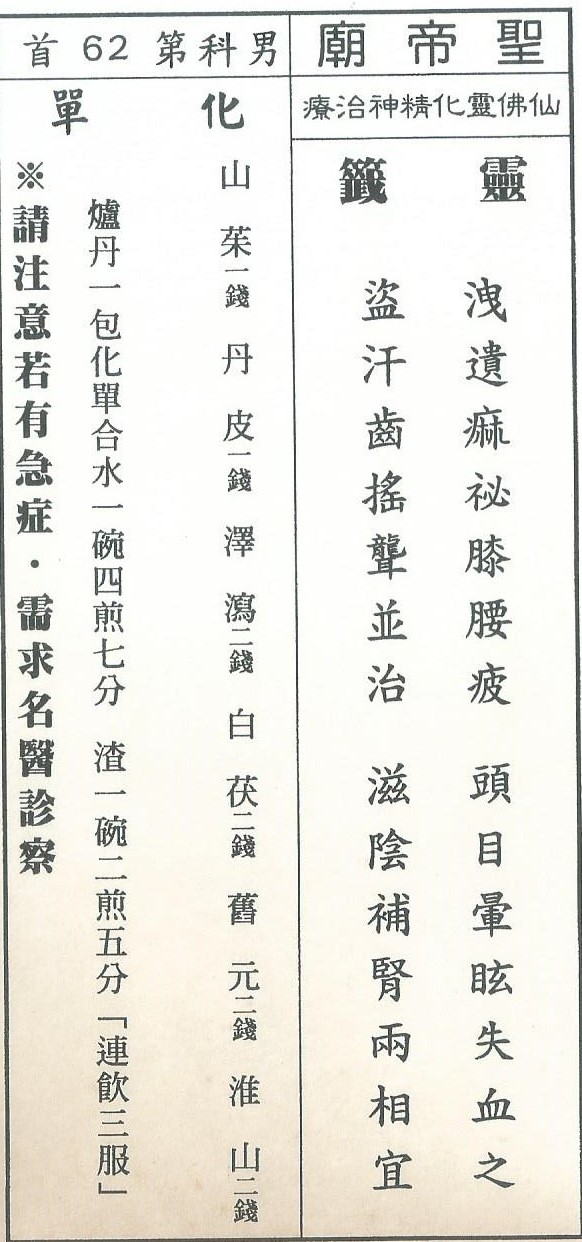 聖帝廟
仙佛靈化精神治療
靈籤
洩遺痲祕膝腰疲　頭目暈眩失血之
盜汗齒搖聾並治　滋陰補腎兩相宜
男科第62首
化單
山茱一錢　丹皮一錢　澤瀉二錢　白茯二錢　舊元二錢　淮山二錢
爐丹一包化單合水一碗四煎七分　渣一碗二煎五分「連飲三服」
※請注意若有急症．需求名醫診察